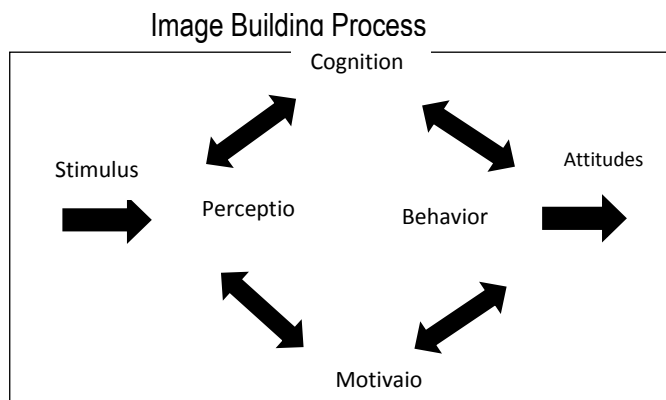 Image Building Process
Cognition
Stimulus
Attitudes
Perceptio
Behavior
Motivaio